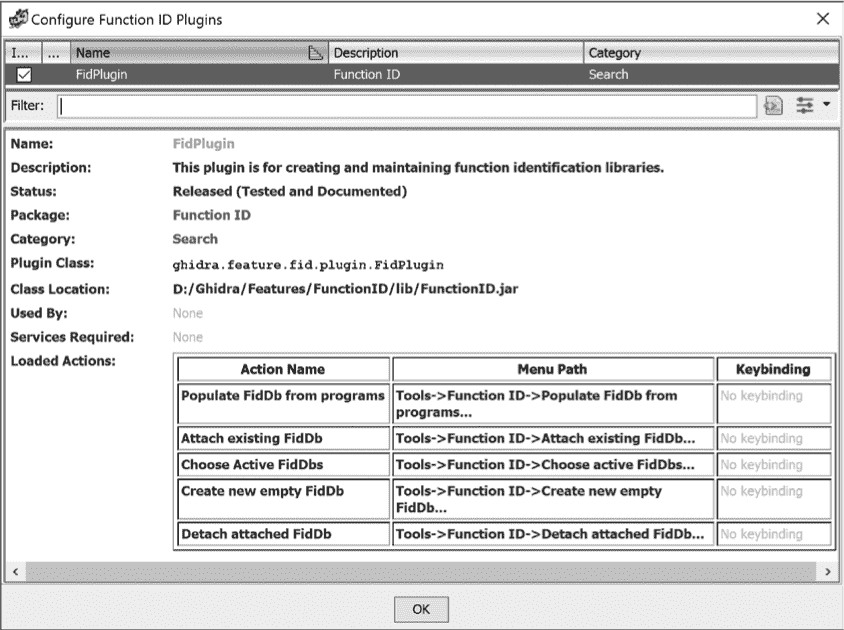 Configure Function ID Plugins
I... ... Name Description Category
FidPlugin Function ID Search
Filter:
Name: FidPlugin
Description: This plugin is for creating and maintaining function identification libraries.
Status: Released (Tested and Documented)
Package: Function ID
Category: Search
Plugin Class: ghidra.feature.fid.plugin.FidPlugin
Class Location: D:/Ghidra/Features/FunctionID/lib/FunctionID.jar
Used By: None
Services Required: None
Loaded Actions:
Action Name Menu Path Keybinding
Populate FidDb from programs Tools->Function ID->Populate FidDb from No keybinding
programs...
Attach existing FidDb Tools->Function ID->Attach existing FidDb... No keybinding
Choose Active FidDbs Tools->Function ID->Choose active FidDbs... No keybinding
Create new empty FidDb Tools->Function ID->Create new empty No keybinding
FidDb...
Detach attached FidDb Tools->Function ID->Detach attached FidDb... No keybinding
OK